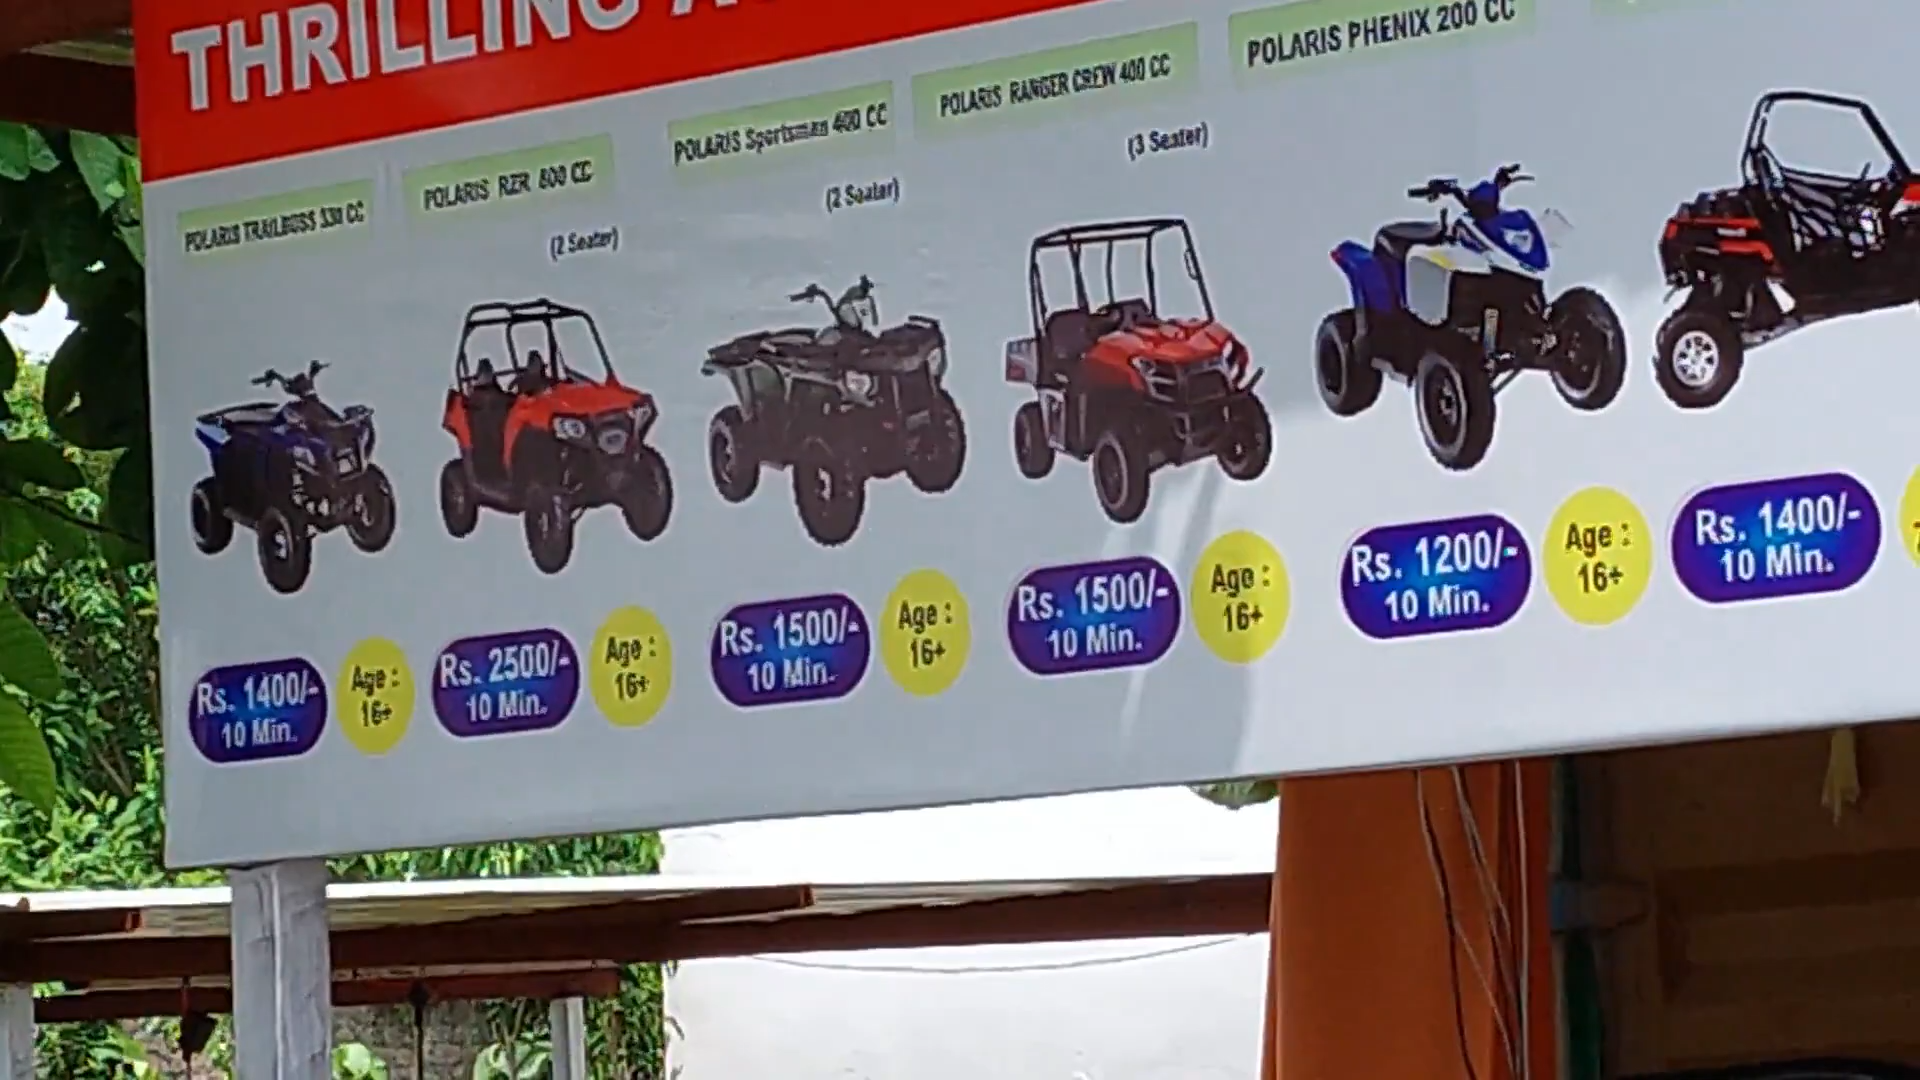 THRILLING
POLARIS TRAILBOSS 330 CC
POLARIS RZR 800 CC
(2 Seater)
POLARIS Sportsman 400 CC
(2 Seater)
POLARIS RANGER CREW 400 CC
(3 Seater)
POLARIS PHENIX 200 CC
Rs. 1400/-
10 Min.
Age :
16+
Rs. 2500/-
10 Min.
Age :
16+
Rs. 1500/-
10 Min.
Age :
16+
Rs. 1500/-
10 Min.
Age :
16+
Rs. 1200/-
10 Min.
Age :
16+
Rs. 1400/-
10 Min.